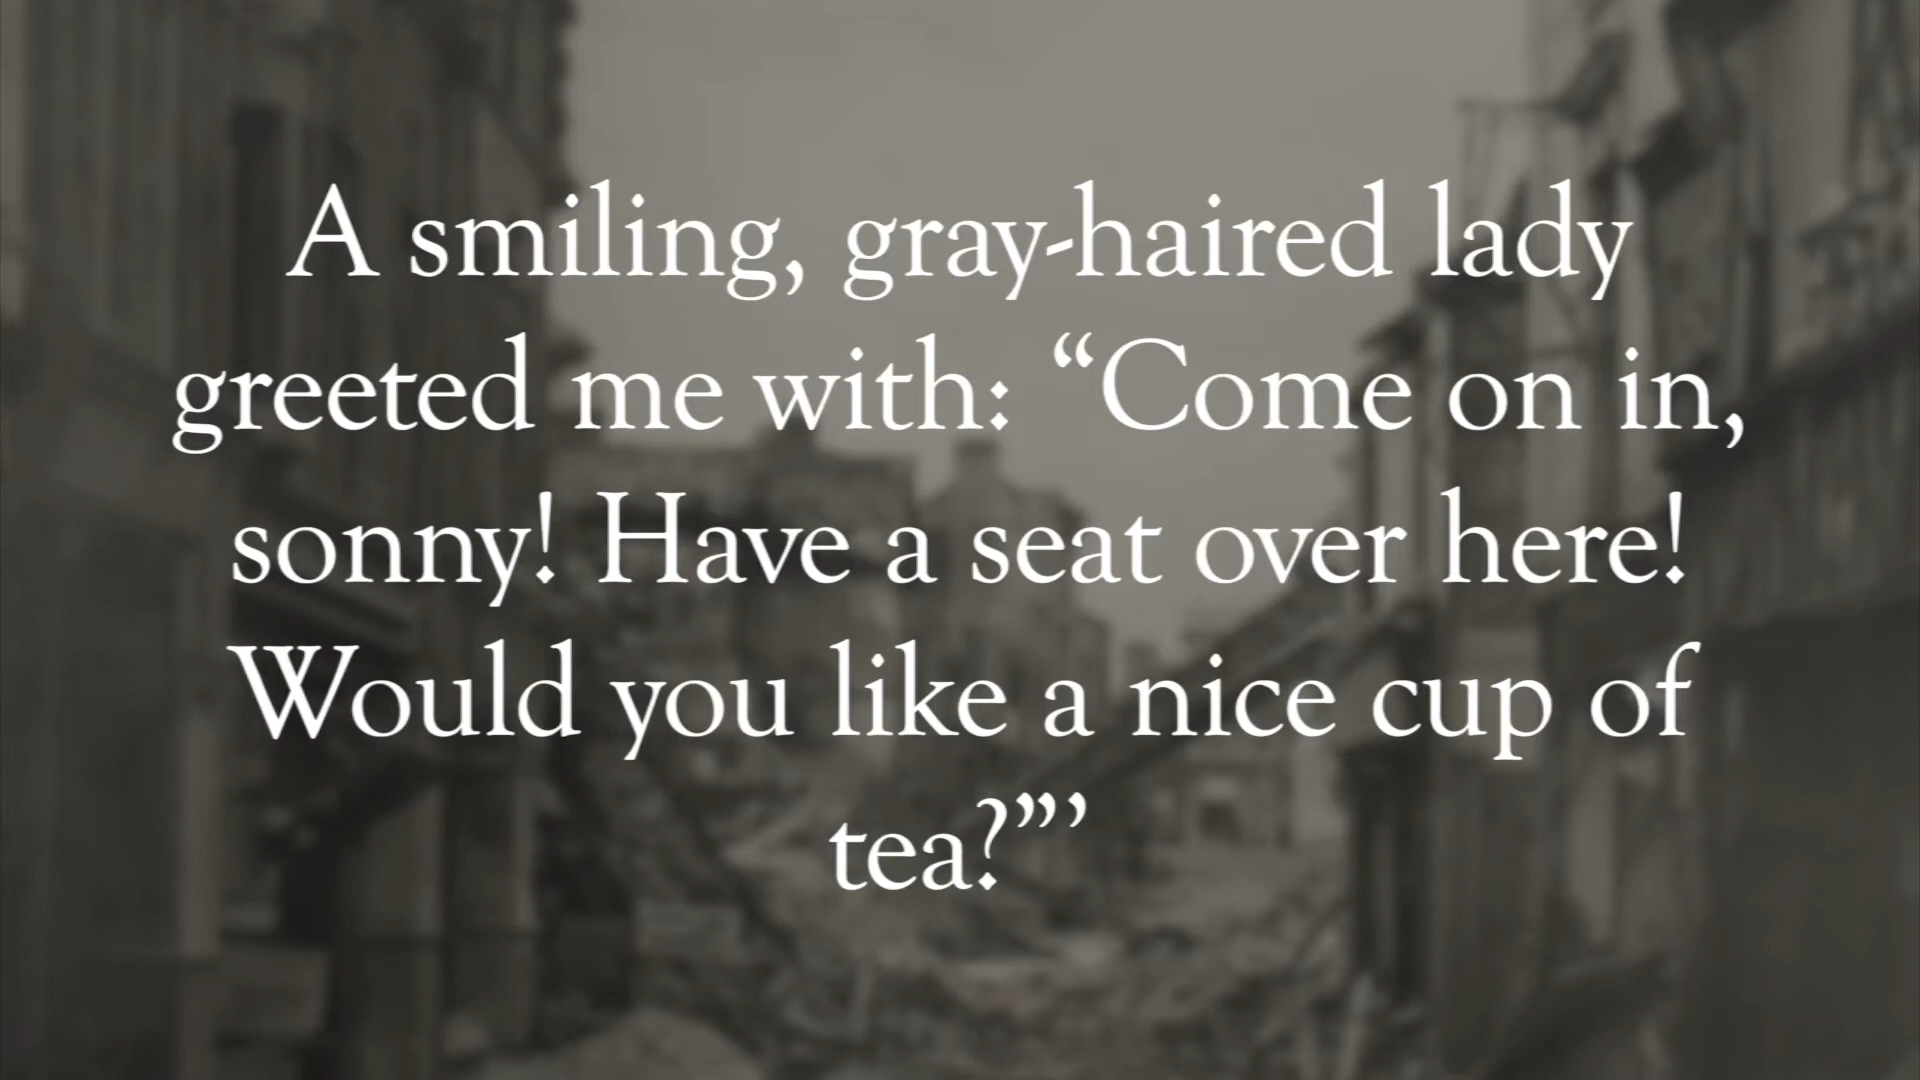 A smiling, gray-haired lady
greeted me with: “Come on in,
sonny! Have a seat over here!
Would you like a nice cup of
tea?”’